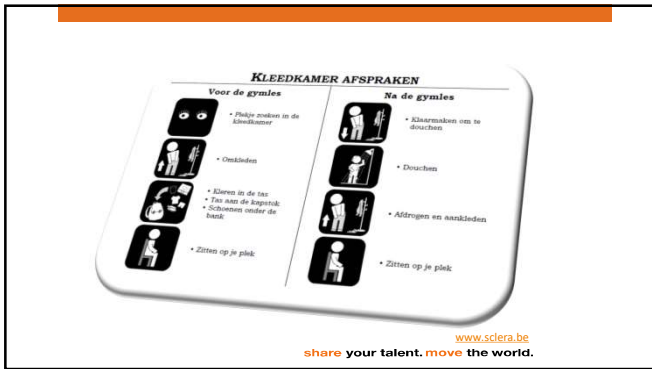 KLEEDKAMER AFSPRAKEN
Voor de gymles
• Plekje zoeken in de
kleedkamer
• Omkleden
• Kleren in de tas
• Tas aan de kapstok
• Schoenen onder de
bank
• Zitten op je plek
Na de gymles
• Klaarmaken om te
douchen
• Douchen
• Afdrogen en aankleden
• Zitten op je plek
www.sclera.be
share your talent. move the world.